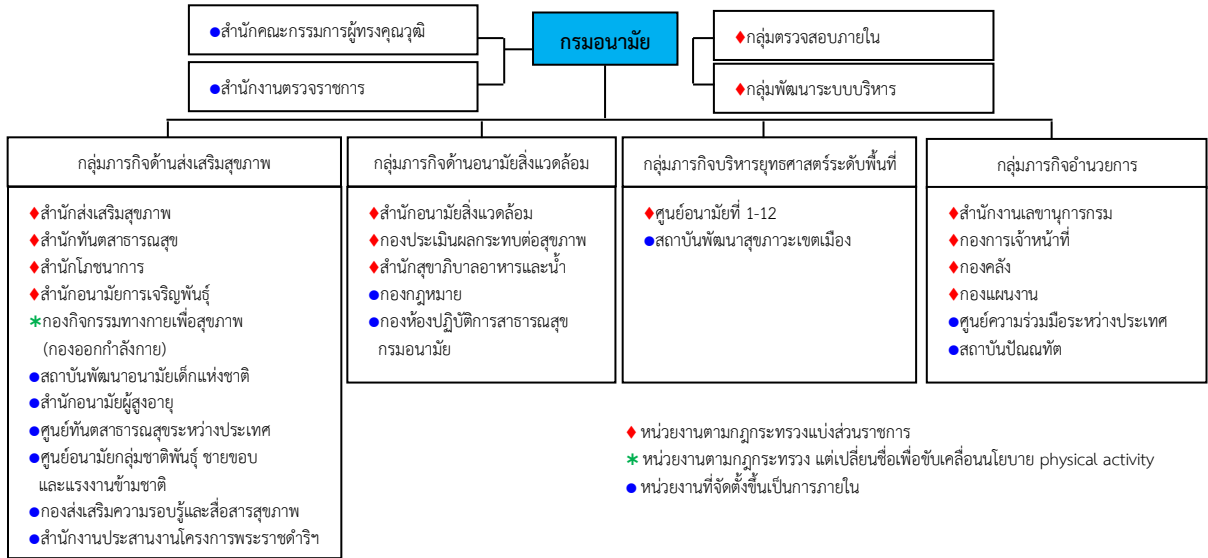 กรมอนามัย
●สำนักคณะกรรมการผู้ทรงคุณวุฒิ
●สำนักงานตรวจราชการ
♦กลุ่มตรวจสอบภายใน
♦กลุ่มพัฒนาระบบบริหาร
กลุ่มภารกิจด้านส่งเสริมสุขภาพ
♦สำนักส่งเสริมสุขภาพ
♦สำนักทันตสาธารณสุข
♦สำนักโภชนาการ
♦สำนักอนามัยการเจริญพันธุ์
*กองกิจกรรมทางกายเพื่อสุขภาพ
(กองออกกำลังกาย)
●สถาบันพัฒนาอนามัยเด็กแห่งชาติ
●สำนักอนามัยผู้สูงอายุ
●ศูนย์ทันตสาธารณสุขระหว่างประเทศ
●ศูนย์อนามัยกลุ่มชาติพันธุ์ ชายขอบ
และแรงงานข้ามชาติ
●กองส่งเสริมความรอบรู้และสื่อสารสุขภาพ
●สำนักงานประสานงานโครงการพระราชดำริฯ
กลุ่มภารกิจด้านอนามัยสิ่งแวดล้อม
♦สำนักอนามัยสิ่งแวดล้อม
♦กองประเมินผลกระทบต่อสุขภาพ
♦สำนักสุขาภิบาลอาหารและน้ำ
●กองกฎหมาย
●กองห้องปฏิบัติการสาธารณสุข
กรมอนามัย
กลุ่มภารกิจบริหารยุทธศาสตร์ระดับพื้นที่
♦ศูนย์อนามัยที่ 1-12
●สถาบันพัฒนาสุขภาวะเขตเมือง
กลุ่มภารกิจอำนวยการ
♦สำนักงานเลขานุการกรม
♦กองการเจ้าหน้าที่
♦กองคลัง
♦กองแผนงาน
●ศูนย์ความร่วมมือระหว่างประเทศ
●สถาบันปัณณทัต
♦ หน่วยงานตามกฎกระทรวงแบ่งส่วนราชการ
* หน่วยงานตามกฎกระทรวง แต่เปลี่ยนชื่อเพื่อขับเคลื่อนนโยบาย physical activity
● หน่วยงานที่จัดตั้งขึ้นเป็นการภายใน